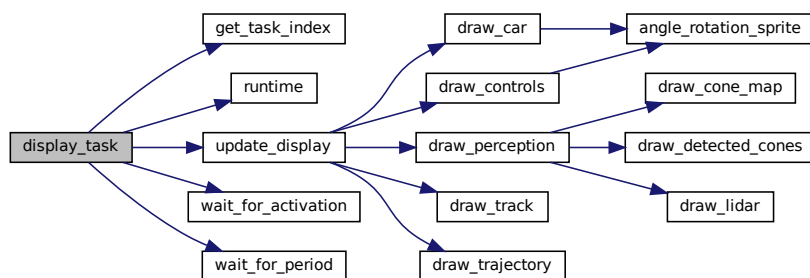 display_task
get_task_index
runtime
update_display
wait_for_activation
wait_for_period
draw_car
draw_controls
draw_perception
draw_track
draw_trajectory
angle_rotation_sprite
draw_cone_map
draw_detected_cones
draw_lidar